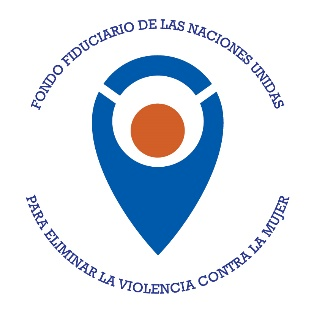 FONDO FIDUCIARIO DE LAS NACIONES UNIDAS
PARA ELIMINAR LA VIOLENCIA CONTRA LA MUJER